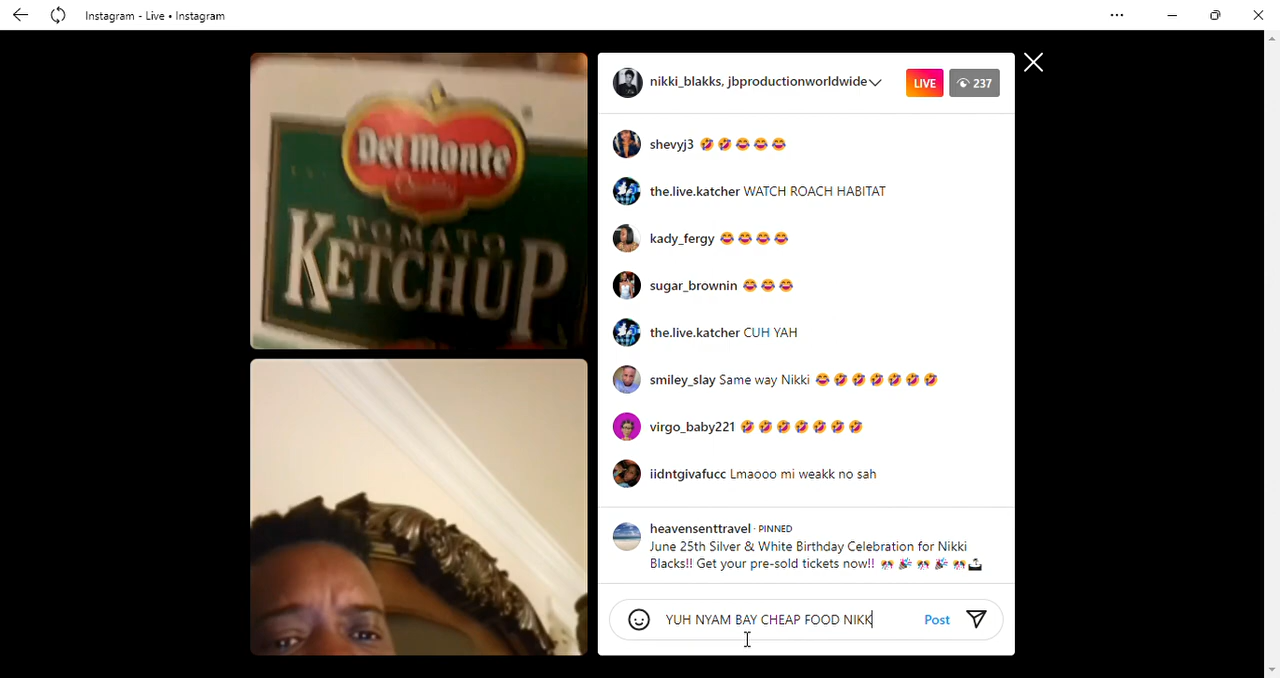 Instagram - Live • Instagram
Del Monte
Quality
TOMATO
KETCHUP
nikki_blakks, jbproductionworldwide
LIVE
237
shevyj3 🤣🤣😂😂😂
the.live.katcher WATCH ROACH HABITAT
kady_fergy 😂😂😂😂
sugar_brownin 😂😂😂
the.live.katcher CUH YAH
smiley_slay Same way Nikki 😂🤣🤣🤣🤣🤣🤣
virgo_baby221 🤣🤣🤣🤣🤣🤣🤣
iidntgivafucc Lmaooo mi weakk no sah
heavensenttravel · PINNED
June 25th Silver & White Birthday Celebration for Nikki
Blacks!! Get your pre-sold tickets now!! 🎊🎉🎊🎉🎊🕹️
YUH NYAM BAY CHEAP FOOD NIKK
Post